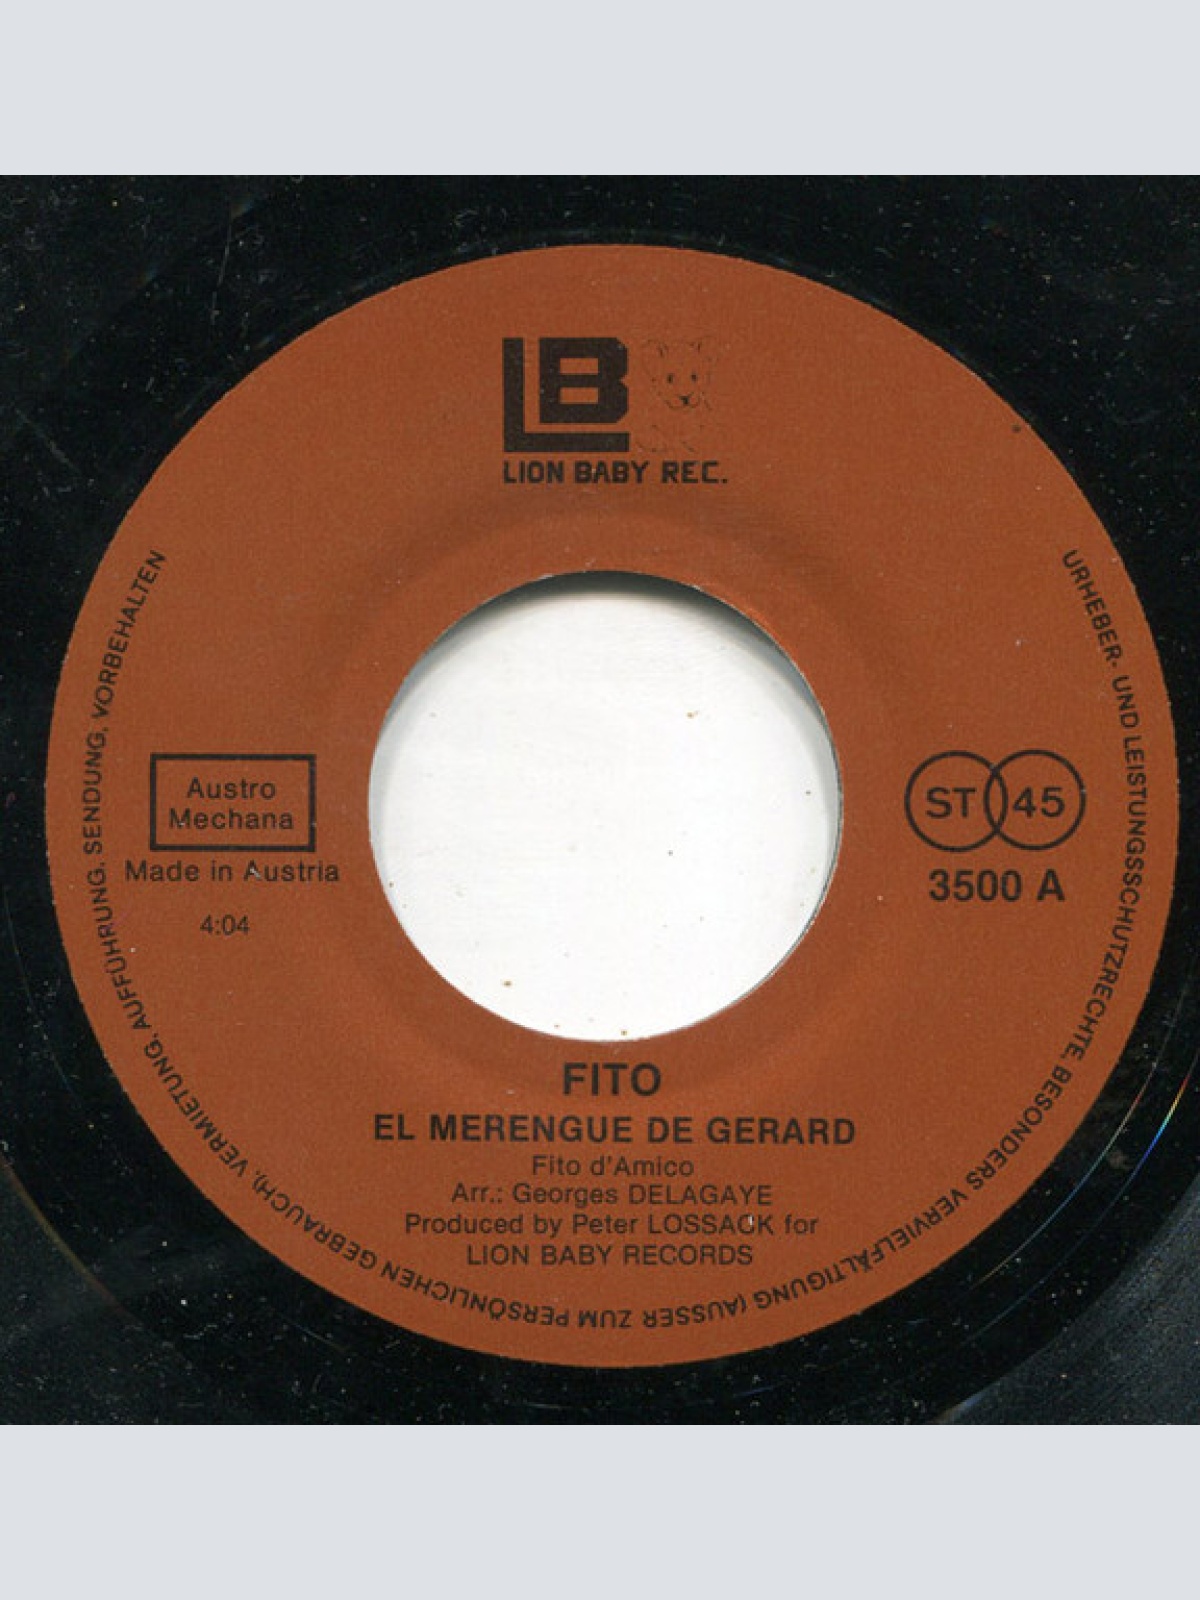 LB
LION BABY REC.
URHEBER- UND LEISTUNGSSCHUTZRECHTE, BESONDERS VERVIELFÄLTIGUNG (AUSSER ZUM PERSÖNLICHEN GEBRAUCH), VERMIETUNG, AUFFÜHRUNG, SENDUNG, VORBEHALTEN
Austro
Mechana
Made in Austria
4:04
ST 45
3500 A
FITO
EL MERENGUE DE GERARD
Fito d'Amico
Arr.: Georges DELAGAYE
Produced by Peter LOSSACK for
LION BABY RECORDS